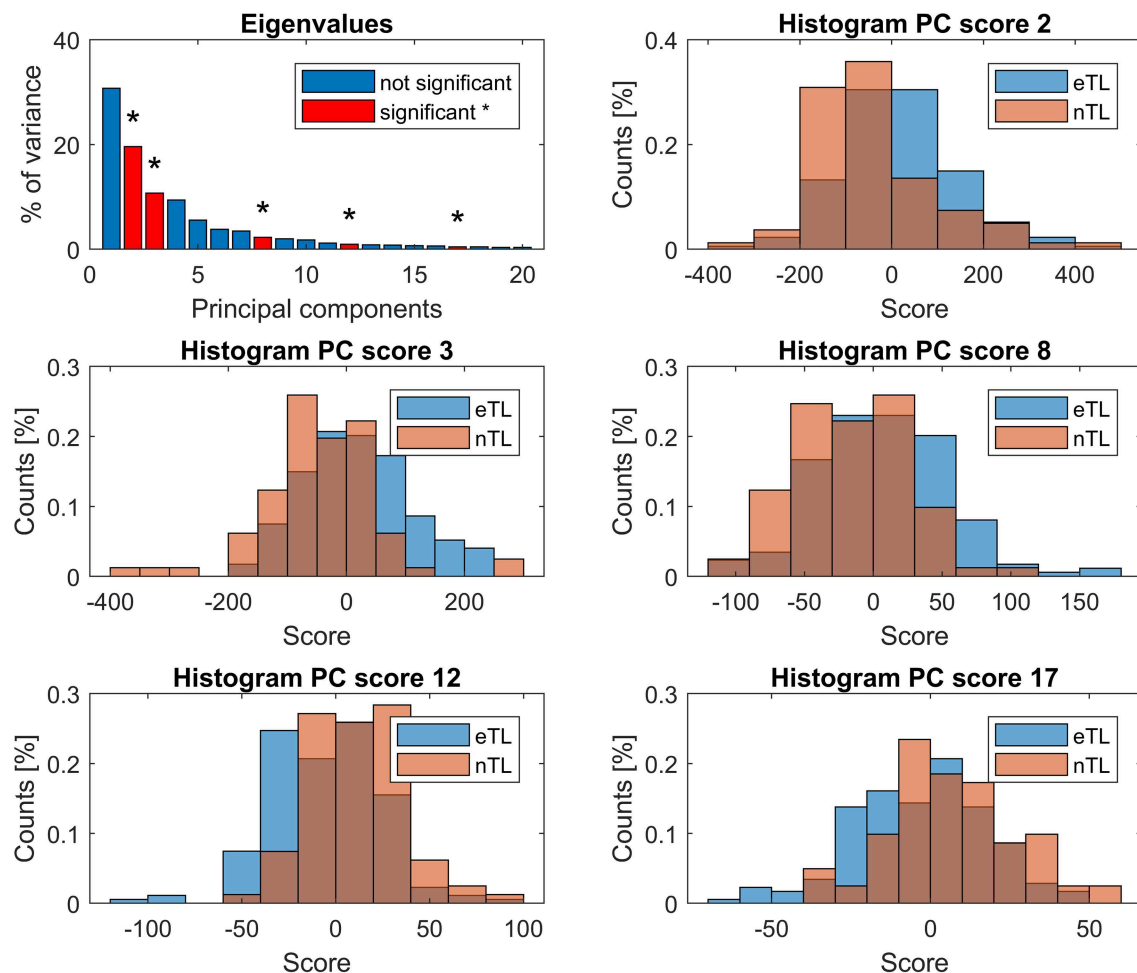 Eigenvalues
40
20
0
% of variance
not significant
significant *
* * * * *
0 5 10 15 20
Principal components
Histogram PC score 2
0.4
0.2
0
Counts [%]
eTL
nTL
-400 -200 0 200 400
Score
Histogram PC score 3
0.3
0.2
0.1
0
Counts [%]
eTL
nTL
-400 -200 0 200
Score
Histogram PC score 8
0.3
0.2
0.1
0
Counts [%]
eTL
nTL
-100 -50 0 50 100 150
Score
Histogram PC score 12
0.3
0.2
0.1
0
Counts [%]
eTL
nTL
-100 -50 0 50 100
Score
Histogram PC score 17
0.3
0.2
0.1
0
Counts [%]
eTL
nTL
-50 0 50
Score